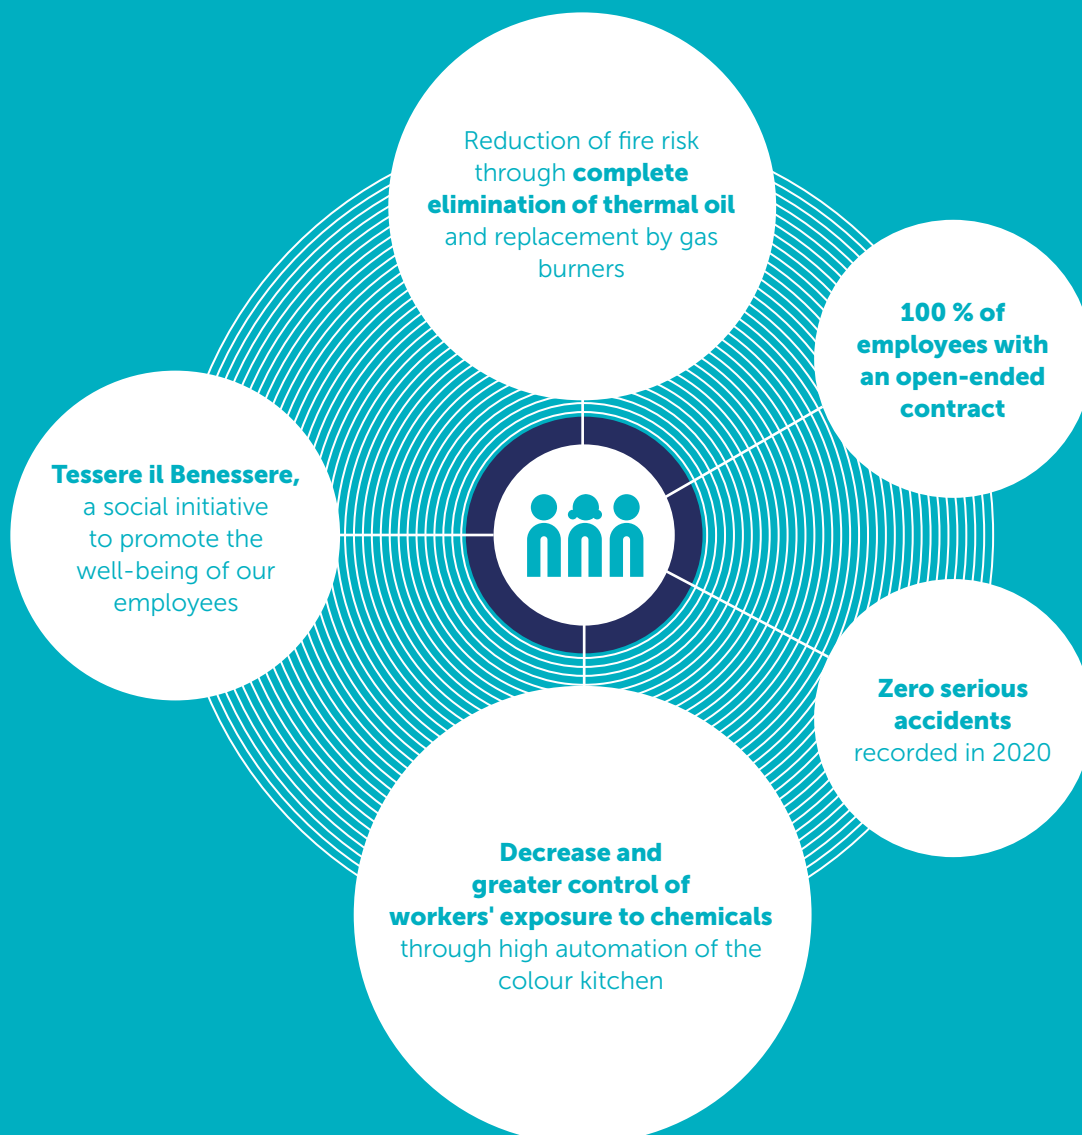 Reduction of fire risk
through complete
elimination of thermal oil
and replacement by gas
burners
100 % of
employees with
an open-ended
contract
Tessere il Benessere,
a social initiative
to promote the
well-being of our
employees
Zero serious
accidents
recorded in 2020
Decrease and
greater control of
workers' exposure to chemicals
through high automation of the
colour kitchen